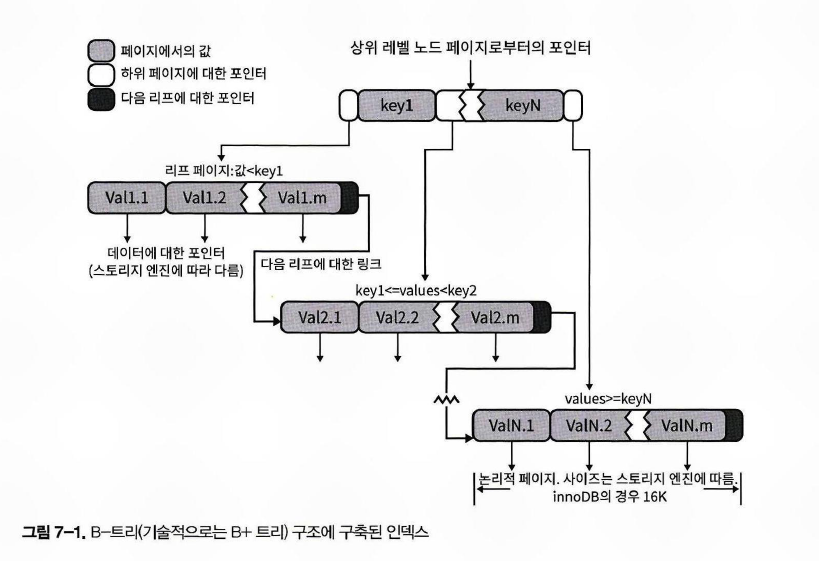 페이지에서의 값
하위 페이지에 대한 포인터
다음 리프에 대한 포인터
상위 레벨 노드 페이지로부터의 포인터
key1
keyN
리프 페이지:값<key1
Val1.1
Val1.2
Val1.m
데이터에 대한 포인터
(스토리지 엔진에 따라 다름)
다음 리프에 대한 링크
key1<=values<key2
Val2.1
Val2.2
Val2.m
values>=keyN
ValN.1
ValN.2
ValN.m
논리적 페이지. 사이즈는 스토리지 엔진에 따름.
innoDB의 경우 16K
그림 7-1. B-트리(기술적으로는 B+ 트리) 구조에 구축된 인덱스